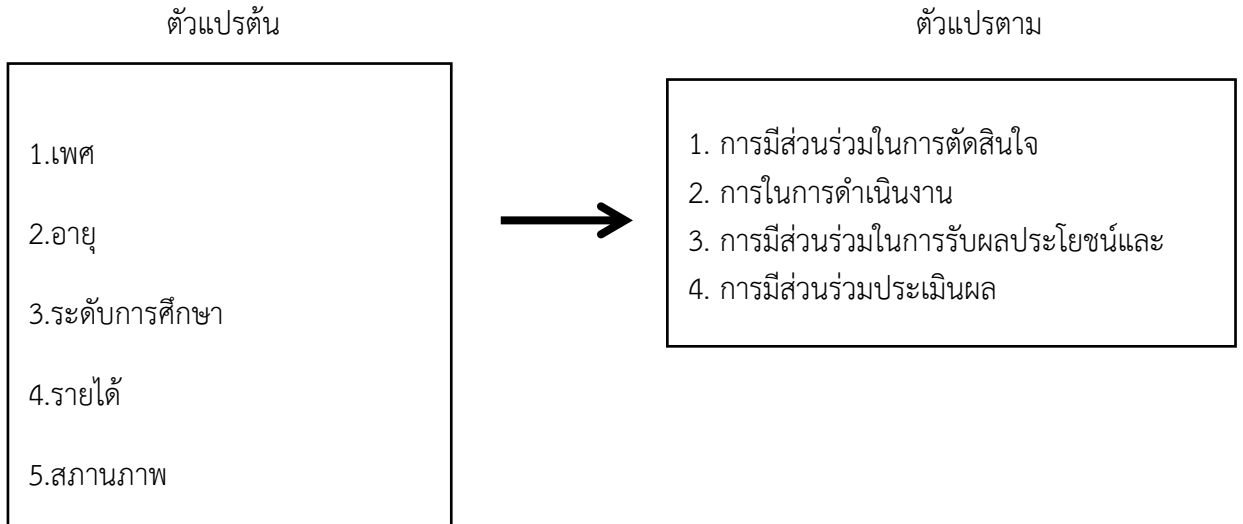 ตัวแปรต้น
1.เพศ
2.อายุ
3.ระดับการศึกษา
4.รายได้
5.สภานภาพ
ตัวแปรตาม
1. การมีส่วนร่วมในการตัดสินใจ
2. การในการดำเนินงาน
3. การมีส่วนร่วมในการรับผลประโยชน์และ
4. การมีส่วนร่วมประเมินผล